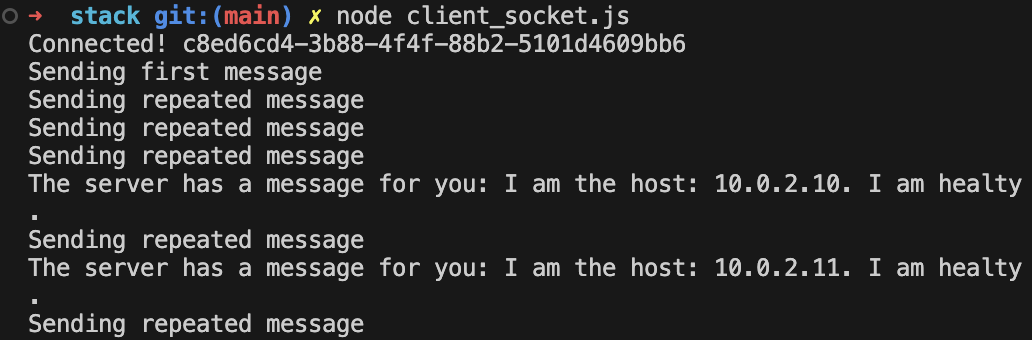 ➜ stack git:(main) ✗ node client_socket.js
Connected! c8ed6cd4-3b88-4f4f-88b2-5101d4609bb6
Sending first message
Sending repeated message
Sending repeated message
Sending repeated message
The server has a message for you: I am the host: 10.0.2.10. I am healty
.
Sending repeated message
The server has a message for you: I am the host: 10.0.2.11. I am healty
.
Sending repeated message